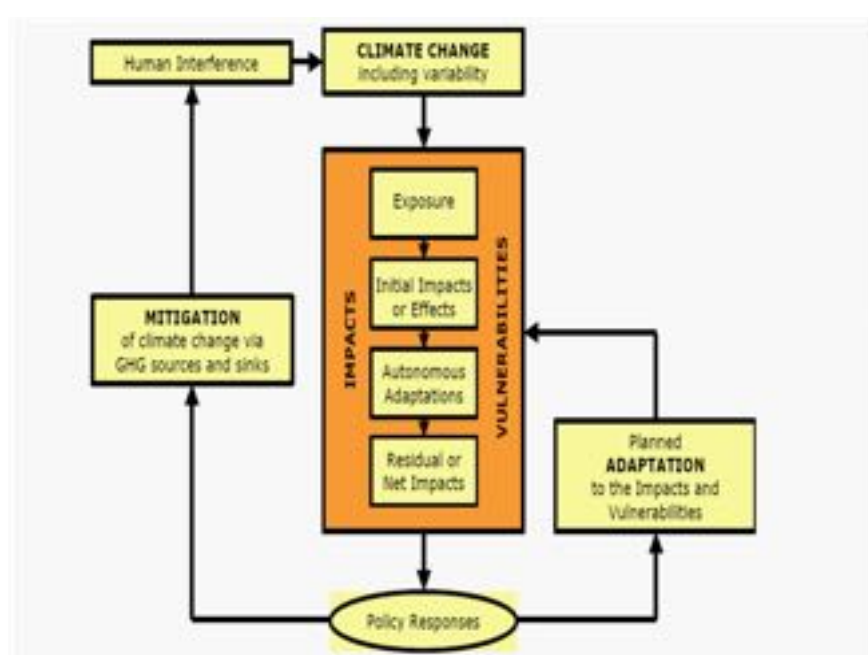 Human Interference
CLIMATE CHANGE
including variability
IMPACTS
VULNERABILITIES
Exposure
Initial Impacts
or Effects
Autonomous
Adaptations
Residual or
Net Impacts
MITIGATION
of climate change via
GHG sources and sinks
Planned
ADAPTATION
to the Impacts and
Vulnerabilities
Policy Responses